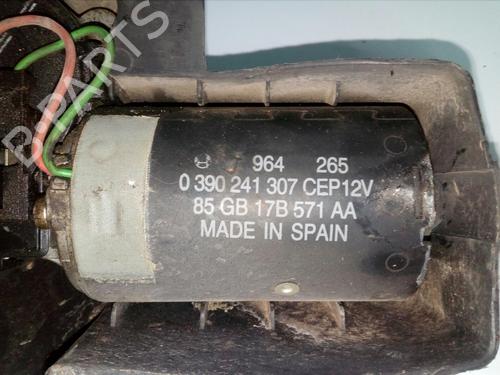 964 265
0 390 241 307 CEP12V
85 GB 17B 571 AA
MADE IN SPAIN
B-PARTS